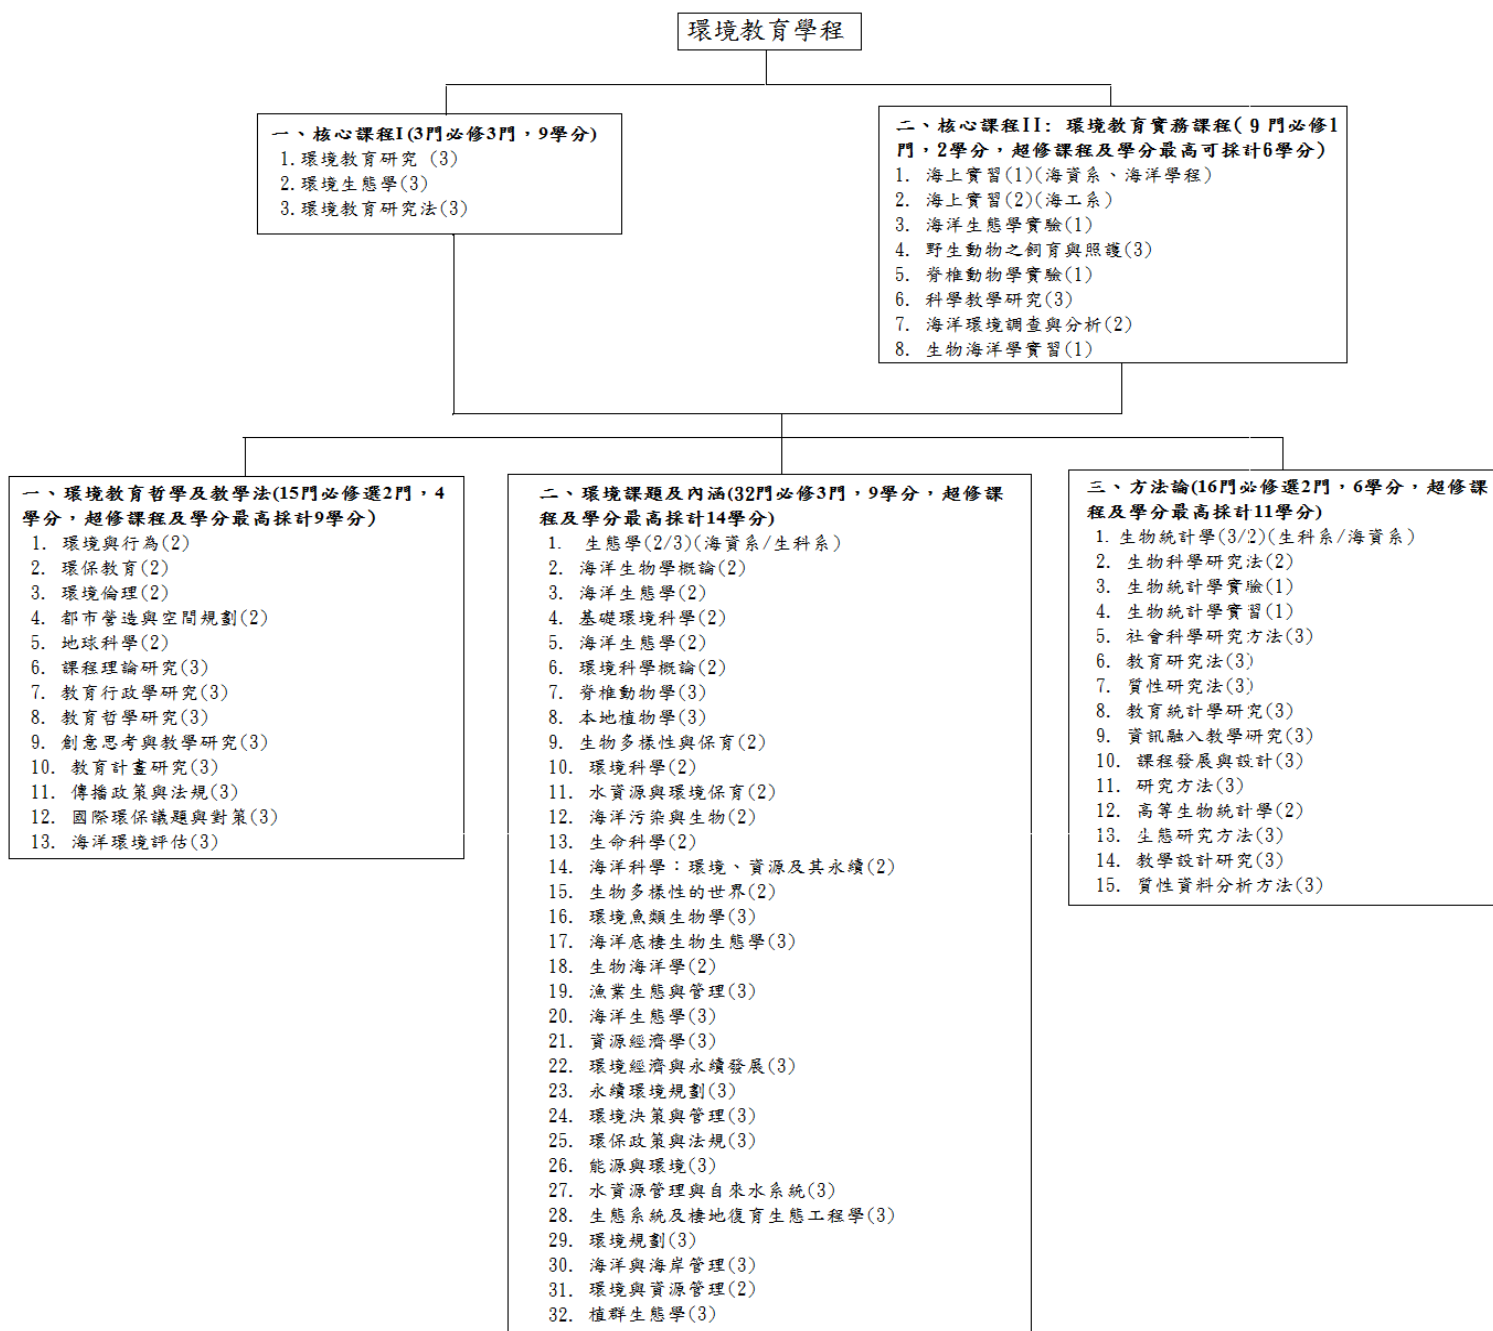 環境教育學程
一、核心課程I(3門必修3門，9學分)
1.環境教育研究 (3)
2.環境生態學(3)
3.環境教育研究法(3)
二、核心課程II: 環境教育實務課程( 9 門必修1
門，2學分，超修課程及學分最高可採計6學分)
1. 海上實習(1)(海資系、海洋學程)
2. 海上實習(2)(海工系)
3. 海洋生態學實驗(1)
4. 野生動物之飼育與照護(3)
5. 脊椎動物學實驗(1)
6. 科學教學研究(3)
7. 海洋環境調查與分析(2)
8. 生物海洋學實習(1)
一、環境教育哲學及教學法(15門必修選2門，4
學分，超修課程及學分最高採計9學分)
1. 環境與行為(2)
2. 環保教育(2)
3. 環境倫理(2)
4. 都市營造與空間規劃(2)
5. 地球科學(2)
6. 課程理論研究(3)
7. 教育行政學研究(3)
8. 教育哲學研究(3)
9. 創意思考與教學研究(3)
10. 教育計畫研究(3)
11. 傳播政策與法規(3)
12. 國際環保議題與對策(3)
13. 海洋環境評估(3)
二、環境課題及內涵(32門必修3門，9學分，超修課
程及學分最高採計14學分)
1. 生態學(2/3)(海資系/生科系)
2. 海洋生物學概論(2)
3. 海洋生態學(2)
4. 基礎環境科學(2)
5. 海洋生態學(2)
6. 環境科學概論(2)
7. 脊椎動物學(3)
8. 本地植物學(3)
9. 生物多樣性與保育(2)
10. 環境科學(2)
11. 水資源與環境保育(2)
12. 海洋污染與生物(2)
13. 生命科學(2)
14. 海洋科學：環境、資源及其永續(2)
15. 生物多樣性的世界(2)
16. 環境魚類生物學(3)
17. 海洋底棲生物生態學(3)
18. 生物海洋學(2)
19. 漁業生態與管理(3)
20. 海洋生態學(3)
21. 資源經濟學(3)
22. 環境經濟與永續發展(3)
23. 永續環境規劃(3)
24. 環境決策與管理(3)
25. 環保政策與法規(3)
26. 能源與環境(3)
27. 水資源管理與自來水系統(3)
28. 生態系統及棲地復育生態工程學(3)
29. 環境規劃(3)
30. 海洋與海岸管理(3)
31. 環境與資源管理(2)
32. 植群生態學(3)
三、方法論(16門必修選2門，6學分，超修課
程及學分最高採計11學分)
1. 生物統計學(3/2)(生科系/海資系)
2. 生物科學研究法(2)
3. 生物統計學實驗(1)
4. 生物統計學實習(1)
5. 社會科學研究方法(3)
6. 教育研究法(3)
7. 質性研究法(3)
8. 教育統計學研究(3)
9. 資訊融入教學研究(3)
10. 課程發展與設計(3)
11. 研究方法(3)
12. 高等生物統計學(2)
13. 生態研究方法(3)
14. 教學設計研究(3)
15. 質性資料分析方法(3)